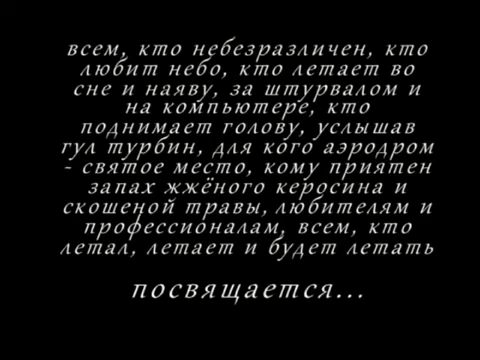 всем, кто небезразличен, кто
любит небо, кто летает во
сне и наяву, за штурвалом и
на компьютере, кто
поднимает голову, услышав
гул турбин, для кого аэродром
- святое место, кому приятен
запах жжёного керосина и
скошеной травы, любителям и
профессионалам, всем, кто
летал, летает и будет летать
посвящается...